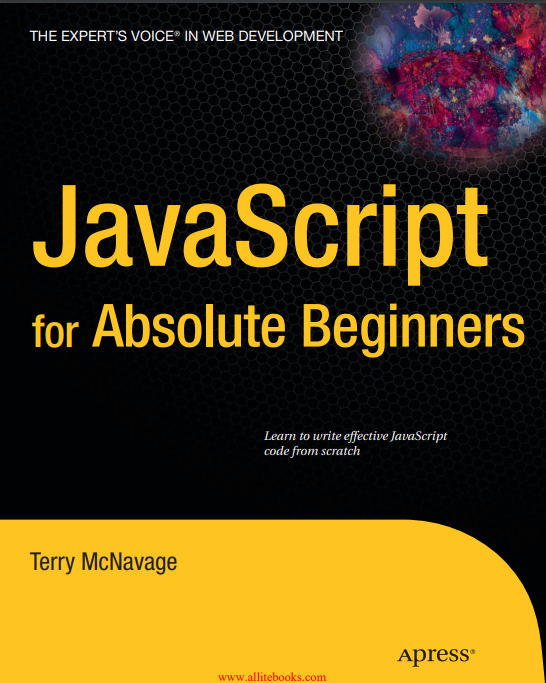 THE EXPERT'S VOICE® IN WEB DEVELOPMENT
JavaScript
for Absolute Beginners
Learn to write effective JavaScript
code from scratch
Terry McNavage
Apress®
www.allitebooks.com